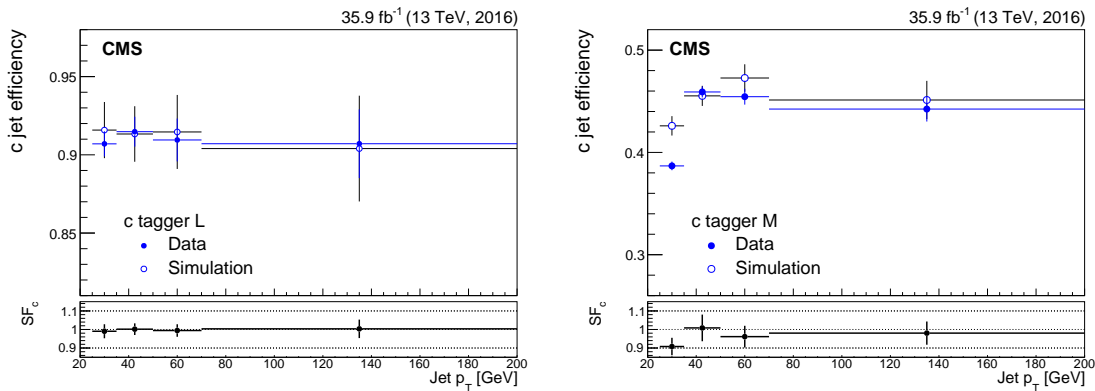 35.9 fb⁻¹ (13 TeV, 2016)
CMS
c jet efficiency
0.95
0.9
0.85
c tagger L
Data
Simulation
SF_c
1.1
1
0.9
20 40 60 80 100 120 140 160 180 200
Jet p_T [GeV]
35.9 fb⁻¹ (13 TeV, 2016)
CMS
c jet efficiency
0.5
0.4
0.3
c tagger M
Data
Simulation
SF_c
1.1
1
0.9
20 40 60 80 100 120 140 160 180 200
Jet p_T [GeV]